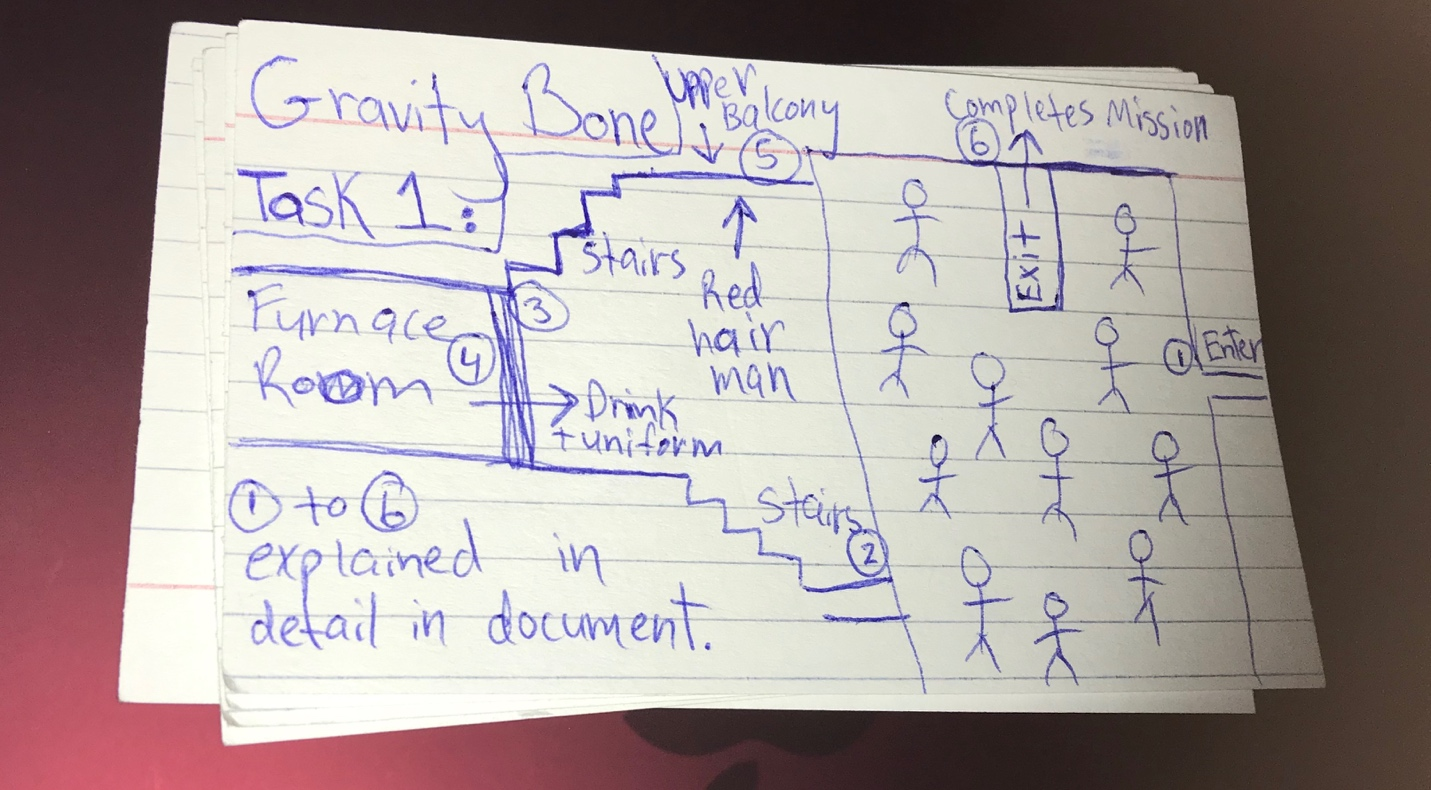 Gravity Bone
Upper
Balcony
↓
⑤
Completes Mission
⑥ ↑
Task 1:
Stairs
↑
Red
hair
man
Exit →
③
Furnace
Room
④
→ Drink
+ uniform
① Enter
① to ⑥
explained in
detail in document.
Stairs
②